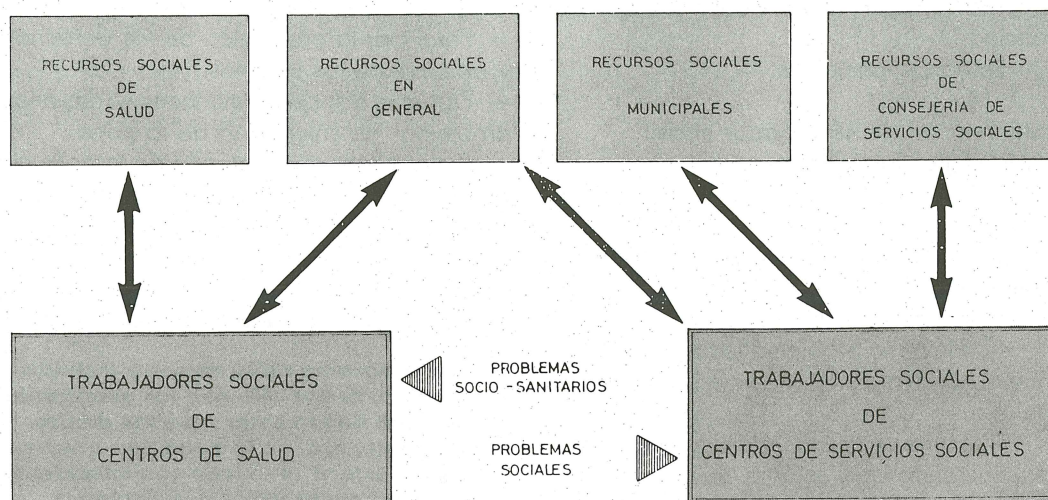 RECURSOS SOCIALES
DE
SALUD
RECURSOS SOCIALES
EN
GENERAL
RECURSOS SOCIALES
MUNICIPALES
RECURSOS SOCIALES
DE
CONSEJERIA DE
SERVICIOS SOCIALES
TRABAJADORES SOCIALES
DE
CENTROS DE SALUD
PROBLEMAS
SOCIO - SANITARIOS
PROBLEMAS
SOCIALES
TRABAJADORES SOCIALES
DE
CENTROS DE SERVICIOS SOCIALES